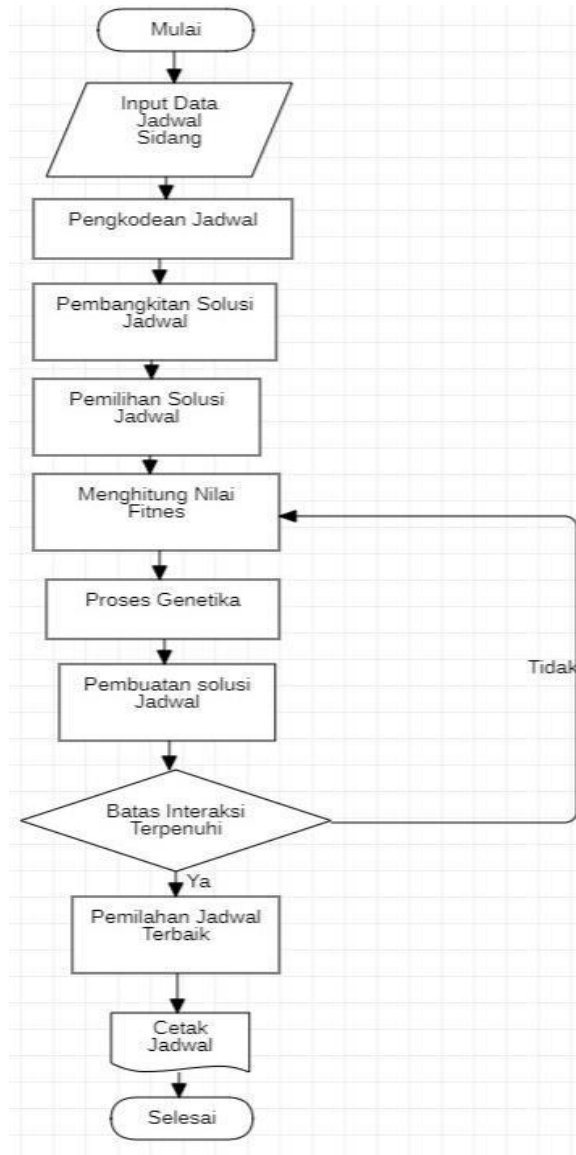 Mulai
Input Data
Jadwal
Sidang
Pengkodean Jadwal
Pembangkitan Solusi
Jadwal
Pemilihan Solusi
Jadwal
Menghitung Nilai
Fitnes
Proses Genetika
Pembuatan solusi
Jadwal
Tidak
Batas Interaksi
Terpenuhi
Ya
Pemilahan Jadwal
Terbaik
Cetak
Jadwal
Selesai